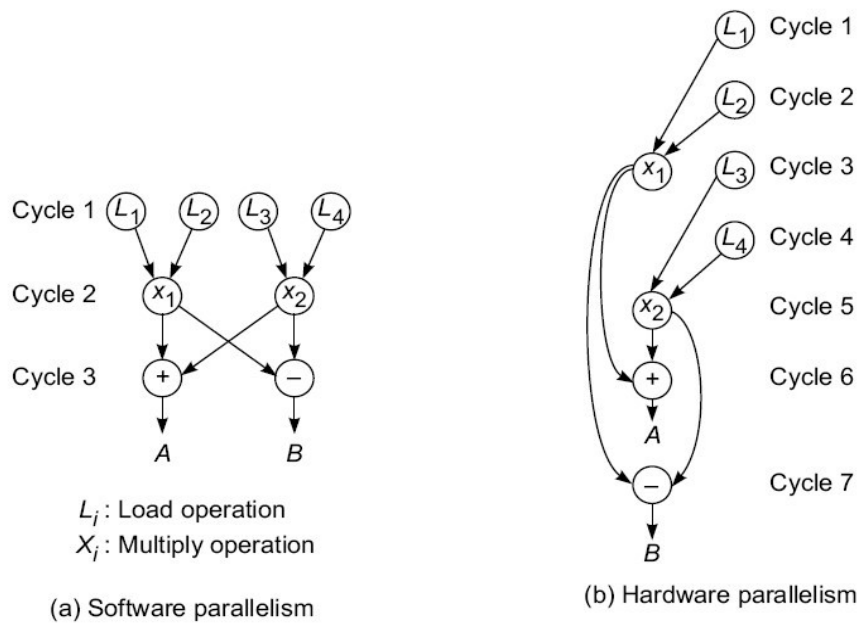 Cycle 1 L1 L2 L3 L4
Cycle 2 X1 X2
Cycle 3 + −
A B
Li : Load operation
Xi : Multiply operation
(a) Software parallelism
L1 Cycle 1
L2 Cycle 2
X1 L3 Cycle 3
L4 Cycle 4
X2 Cycle 5
+ Cycle 6
A
− Cycle 7
B
(b) Hardware parallelism